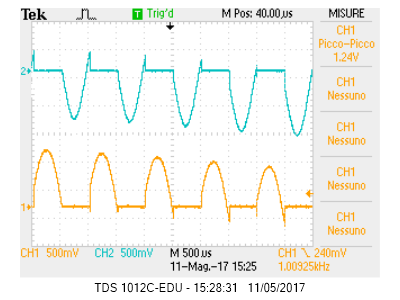 Tek T Trig'd M Pos: 40.00µs MISURE
CH1
Picco-Picco
1.24V
CH1
Nessuno
CH1
Nessuno
CH1
Nessuno
CH1
Nessuno
2
1
CH1 500mV CH2 500mV M 500µs CH1 240mV
11-Mag.-17 15:25 1.00925kHz
TDS 1012C-EDU - 15:28:31 11/05/2017